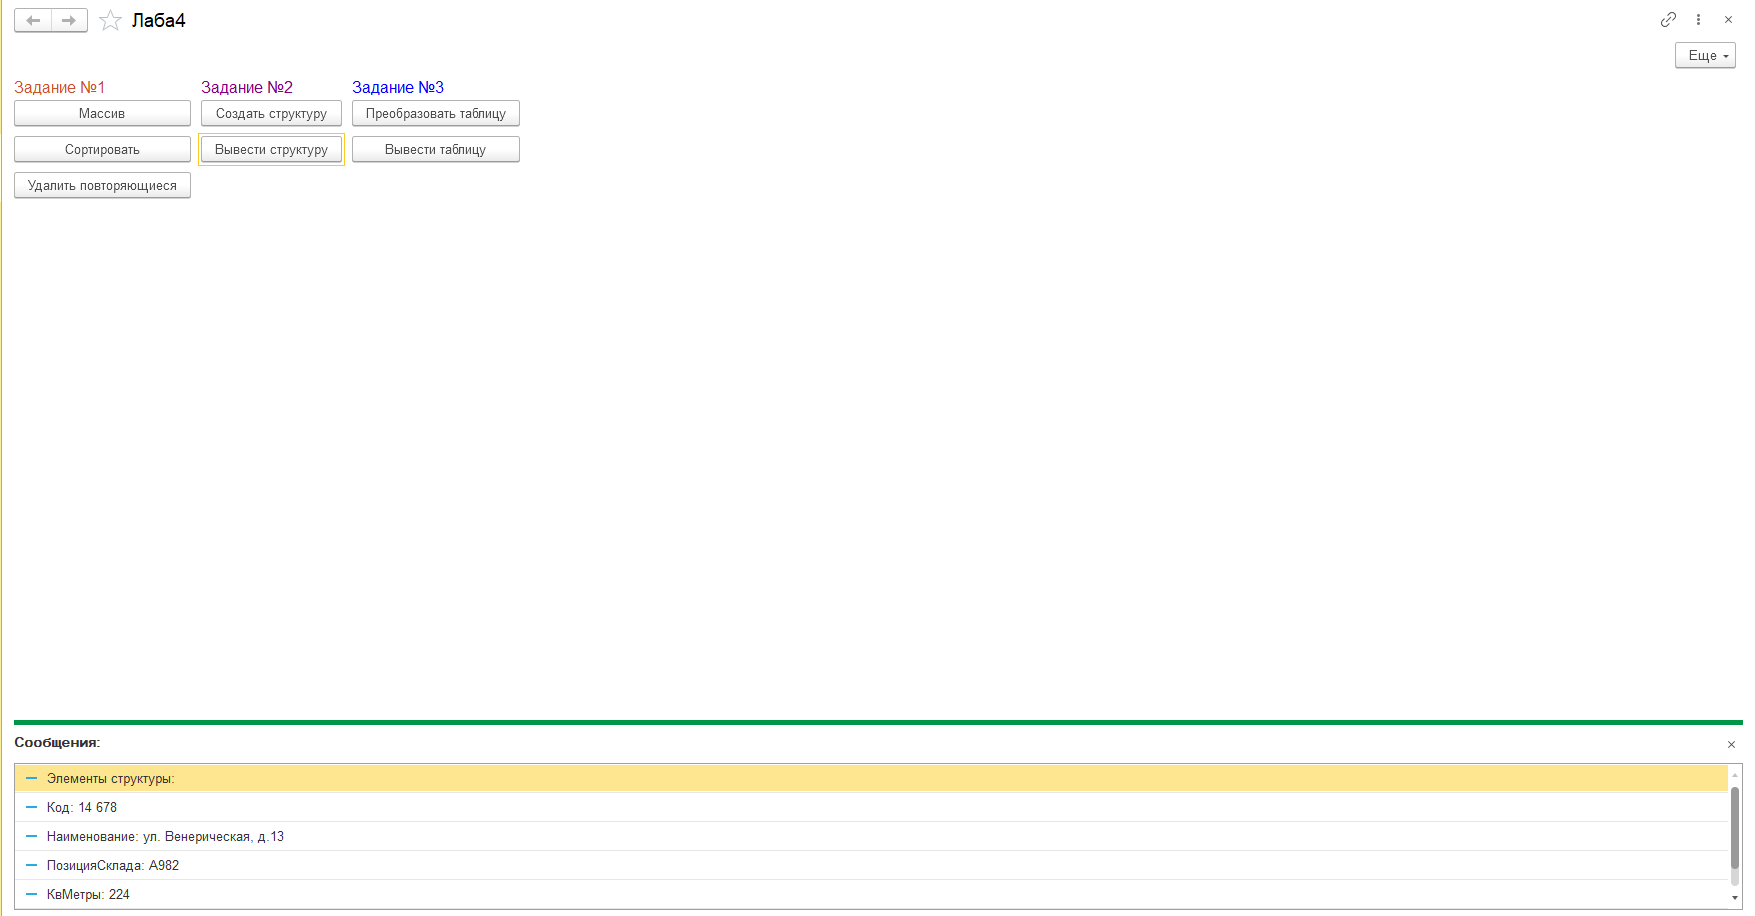 Лаба4
Еще
Задание №1 Задание №2 Задание №3
Массив Создать структуру Преобразовать таблицу
Сортировать Вывести структуру Вывести таблицу
Удалить повторяющиеся
Сообщения:
Элементы структуры:
Код: 14 678
Наименование: ул. Венерическая, д.13
ПозицияСклада: А982
КвМетры: 224